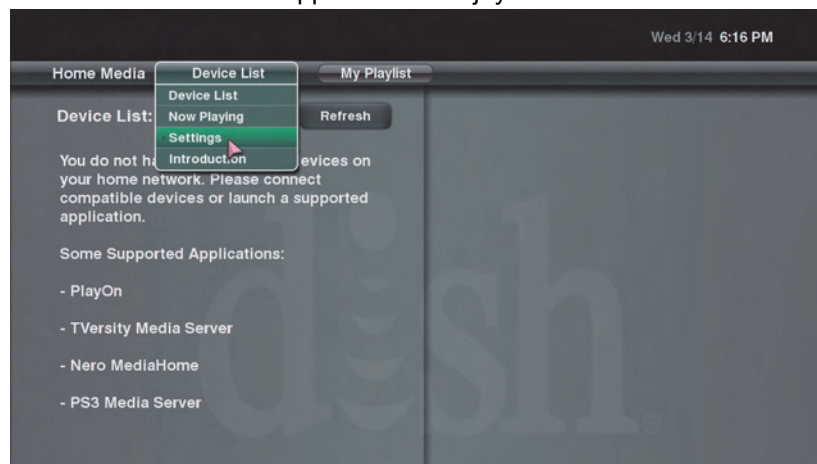 Wed 3/14 6:16 PM
Home Media Device List My Playlist
Device List
Device List: Now Playing Refresh
Settings
Introduction
You do not evices on
your home network. Please connect
compatible devices or launch a supported
application.
Some Supported Applications:
- PlayOn
- TVersity Media Server
- Nero MediaHome
- PS3 Media Server
dish